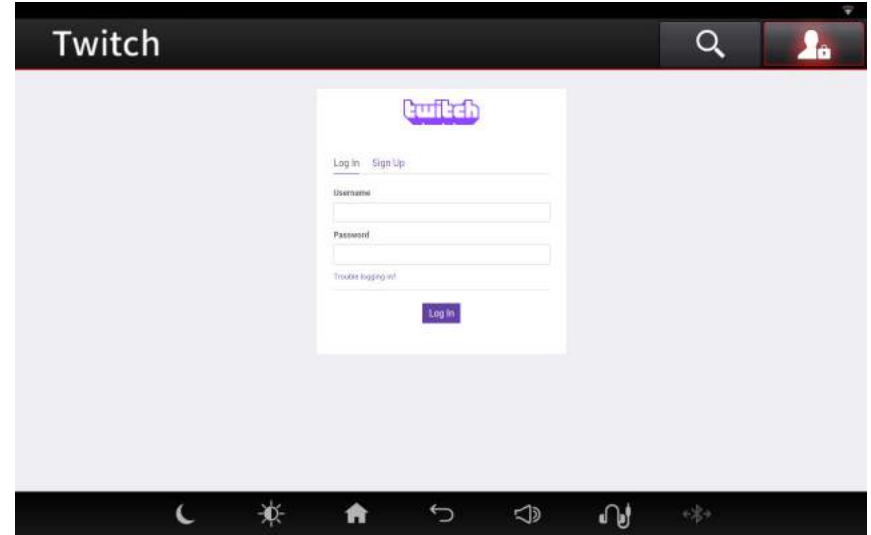 Twitch
twitch
Log In Sign Up
Username
Password
Trouble logging in?
Log In